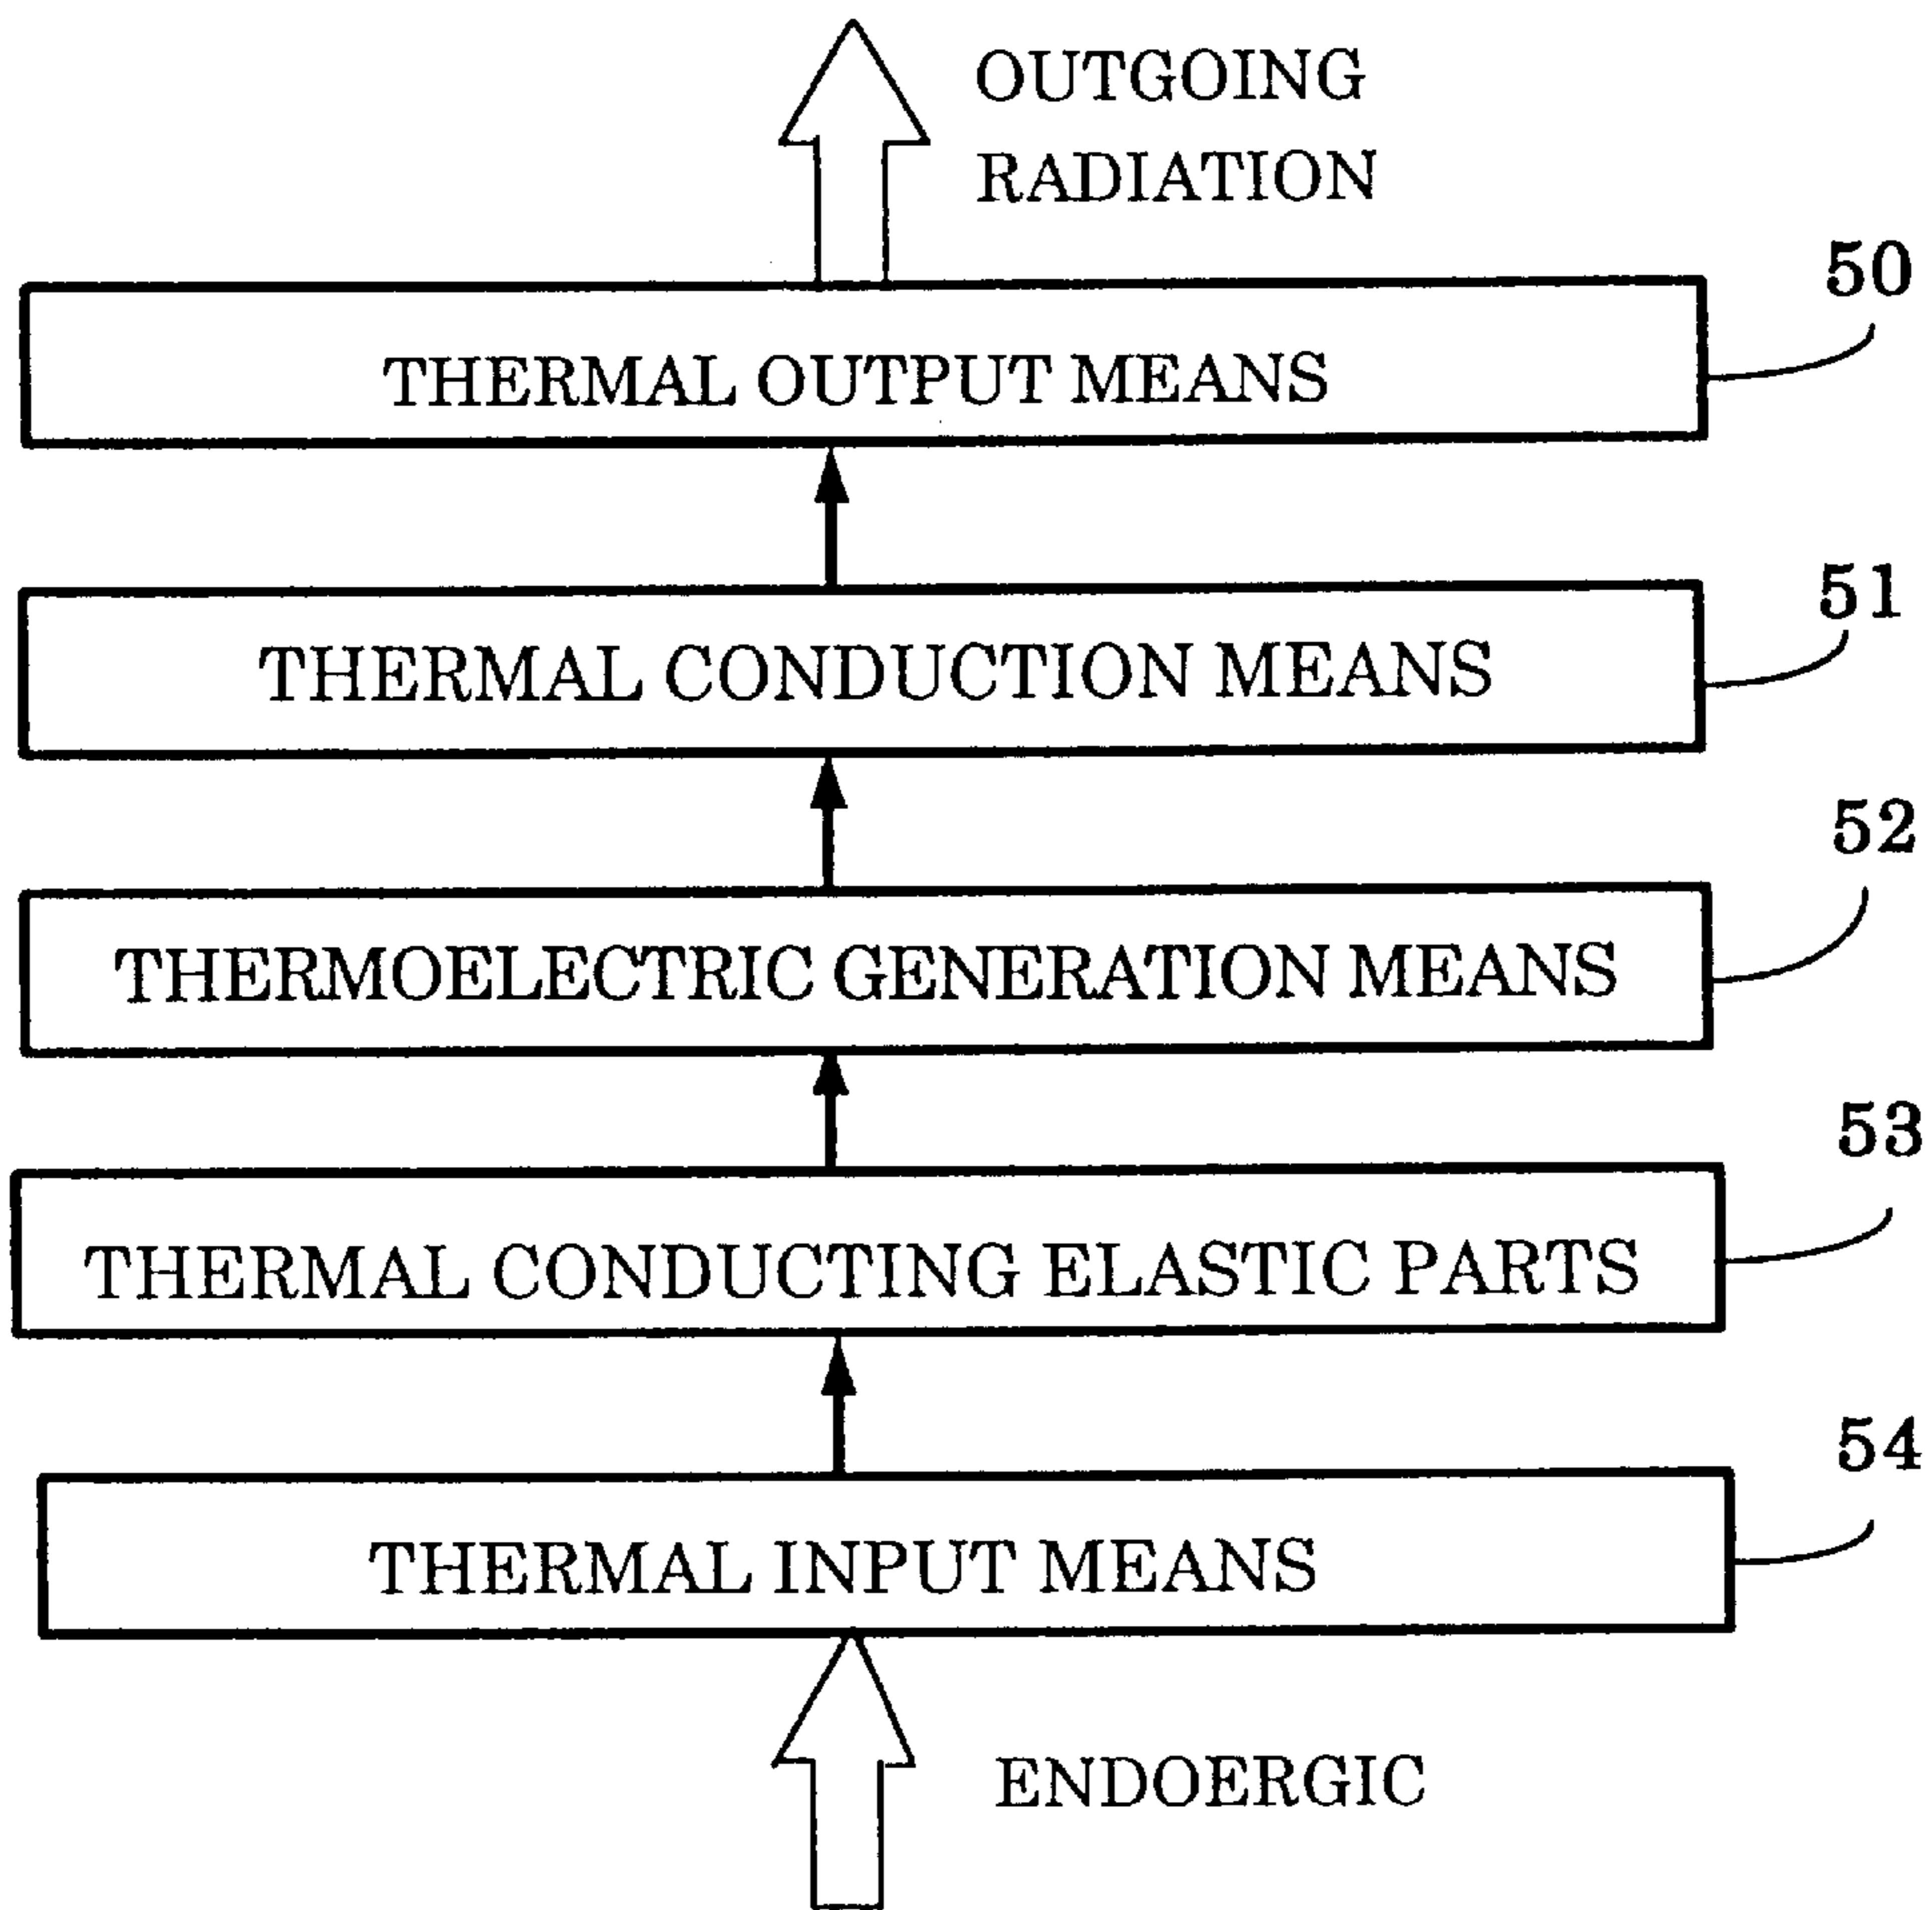 OUTGOING
RADIATION
50
THERMAL OUTPUT MEANS
51
THERMAL CONDUCTION MEANS
52
THERMOELECTRIC GENERATION MEANS
53
THERMAL CONDUCTING ELASTIC PARTS
54
THERMAL INPUT MEANS
ENDOERGIC